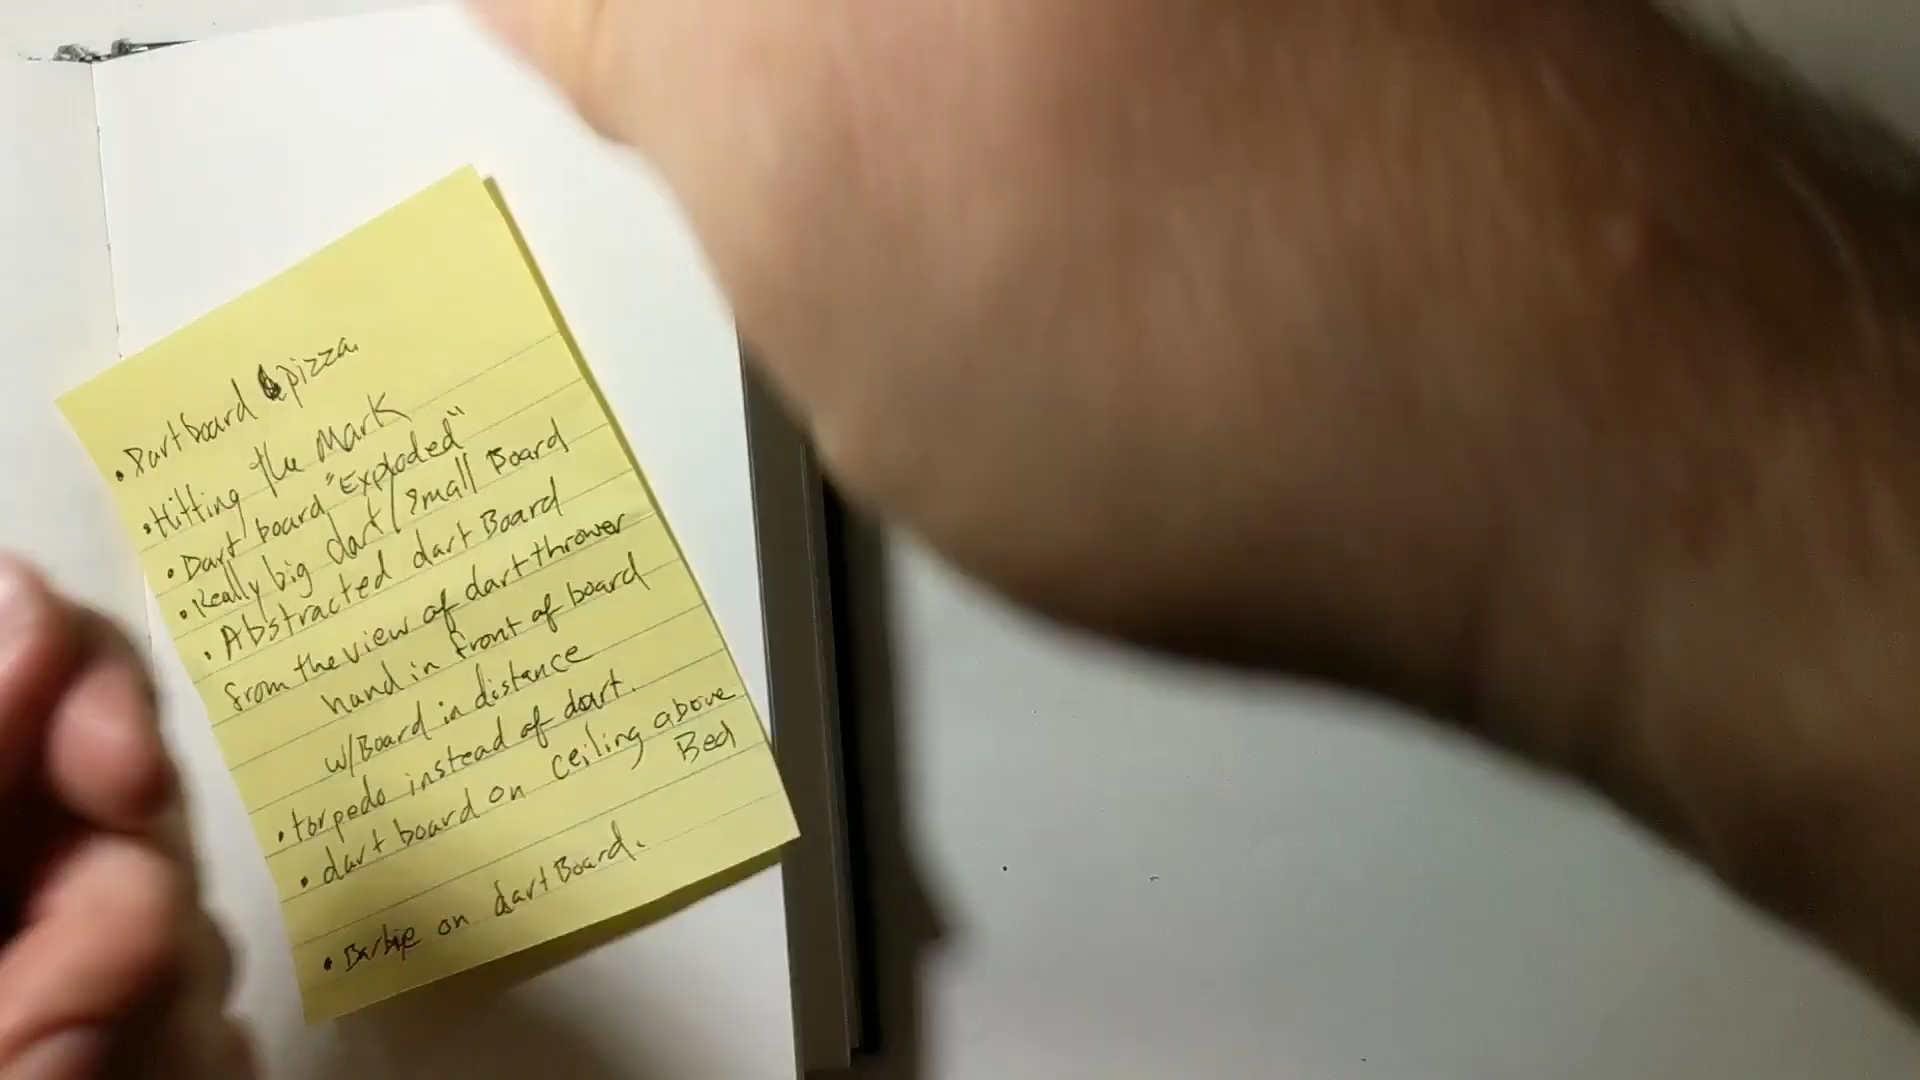 • Dartboard pizza.
• Hitting the Mark
• Dart board "Exploded"
• Really big dart/small Board
• Abstracted dart Board
from the view of dart thrower
hand in front of board
w/Board in distance
• torpedo instead of dart.
• dart board on ceiling above
Bed
• Barbie on dartBoard.